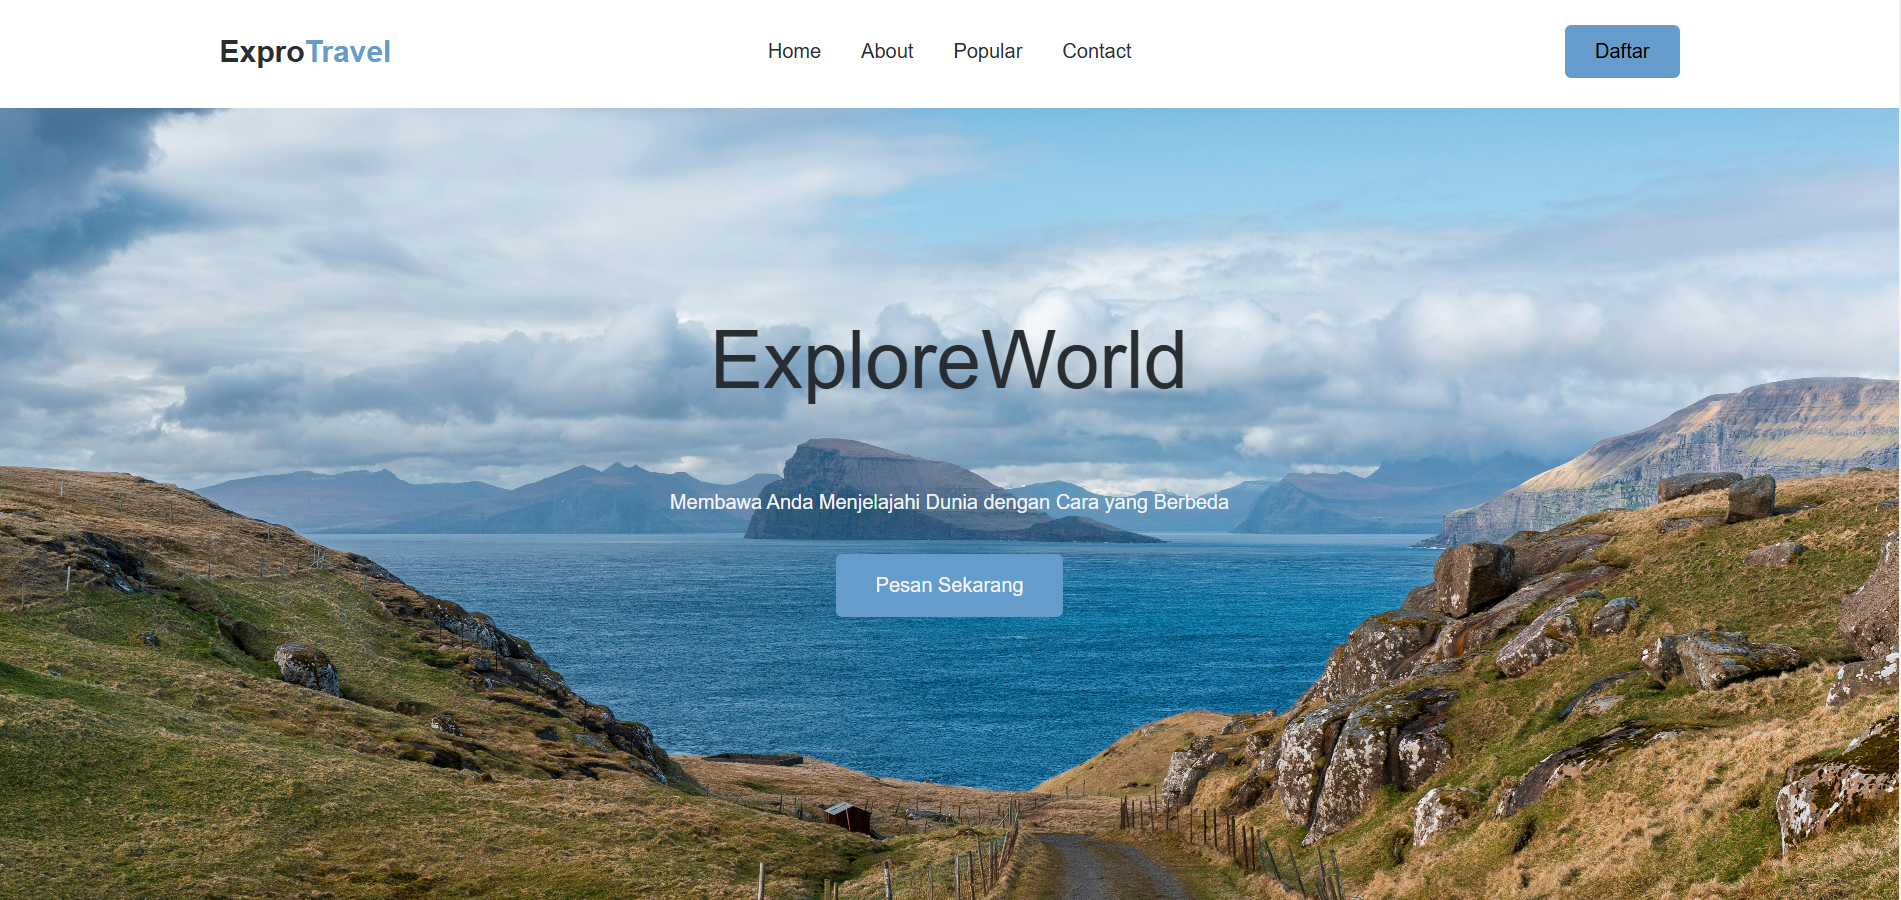 ExproTravel
Home About Popular Contact
Daftar
ExploreWorld
Membawa Anda Menjelajahi Dunia dengan Cara yang Berbeda
Pesan Sekarang